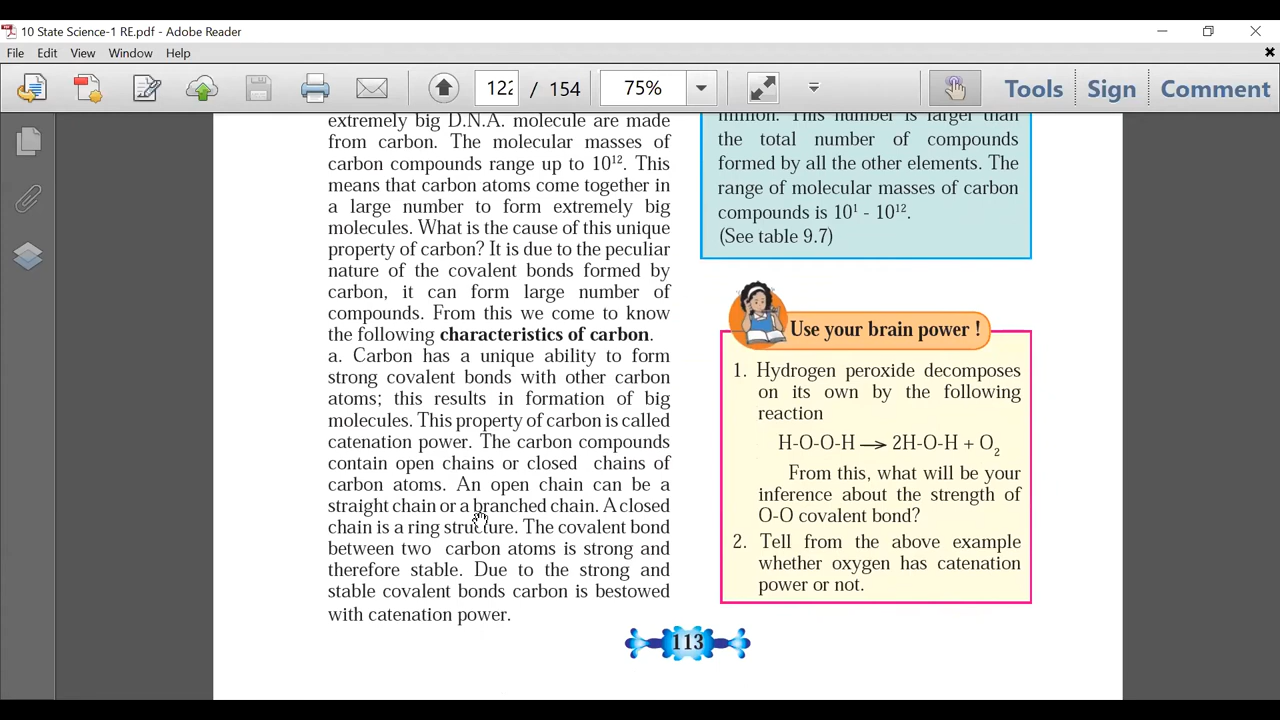 10 State Science-1 RE.pdf - Adobe Reader
File Edit View Window Help
122 / 154 75% Tools Sign Comment
extremely big D.N.A. molecule are made
from carbon. The molecular masses of
carbon compounds range up to 10¹². This
means that carbon atoms come together in
a large number to form extremely big
molecules. What is the cause of this unique
property of carbon? It is due to the peculiar
nature of the covalent bonds formed by
carbon, it can form large number of
compounds. From this we come to know
the following characteristics of carbon.
a. Carbon has a unique ability to form
strong covalent bonds with other carbon
atoms; this results in formation of big
molecules. This property of carbon is called
catenation power. The carbon compounds
contain open chains or closed chains of
carbon atoms. An open chain can be a
straight chain or a branched chain. A closed
chain is a ring structure. The covalent bond
between two carbon atoms is strong and
therefore stable. Due to the strong and
stable covalent bonds carbon is bestowed
with catenation power.
million. This number is larger than
the total number of compounds
formed by all the other elements. The
range of molecular masses of carbon
compounds is 10¹ - 10¹².
(See table 9.7)
Use your brain power !
1. Hydrogen peroxide decomposes
on its own by the following
reaction
H-O-O-H → 2H-O-H + O₂
From this, what will be your
inference about the strength of
O-O covalent bond?
2. Tell from the above example
whether oxygen has catenation
power or not.
113